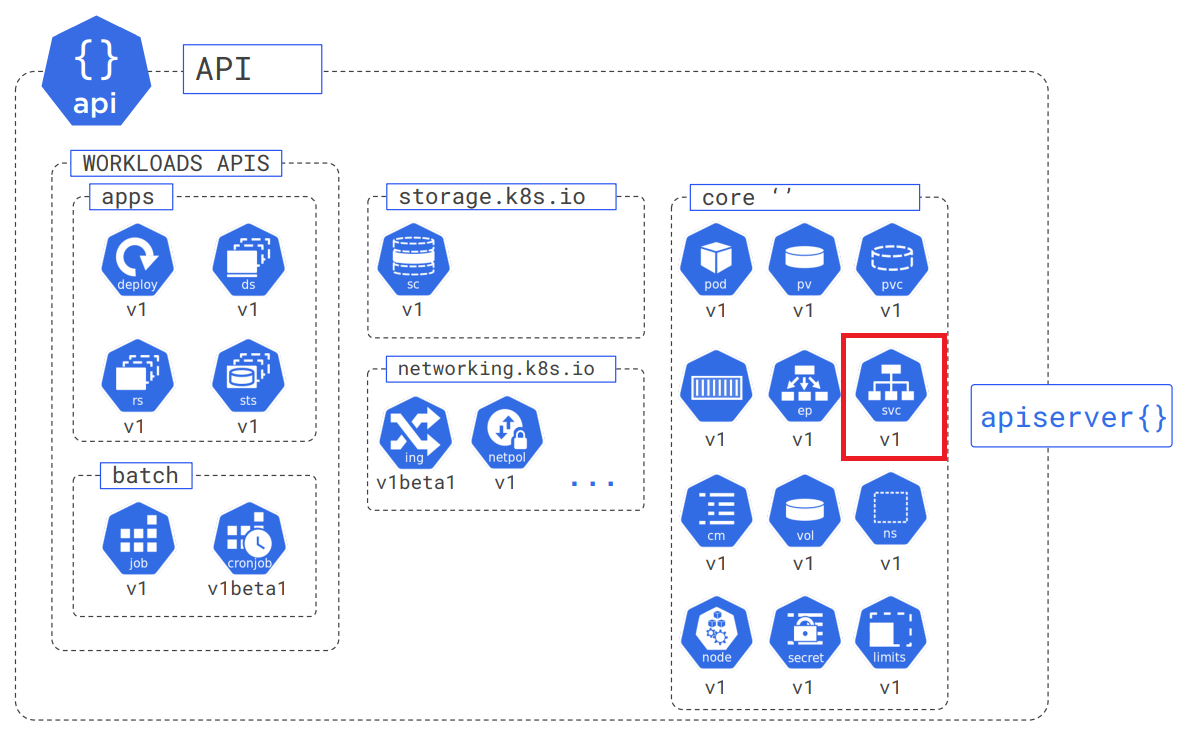 {}
api
API
WORKLOADS APIS
apps
deploy
v1
ds
v1
rs
v1
sts
v1
batch
job
v1
cronjob
v1beta1
storage.k8s.io
sc
v1
networking.k8s.io
ing
v1beta1
netpol
v1
...
core ‘’
pod
v1
pv
v1
pvc
v1
v1
ep
v1
svc
v1
cm
v1
vol
v1
ns
v1
node
v1
secret
v1
limits
v1
apiserver{}